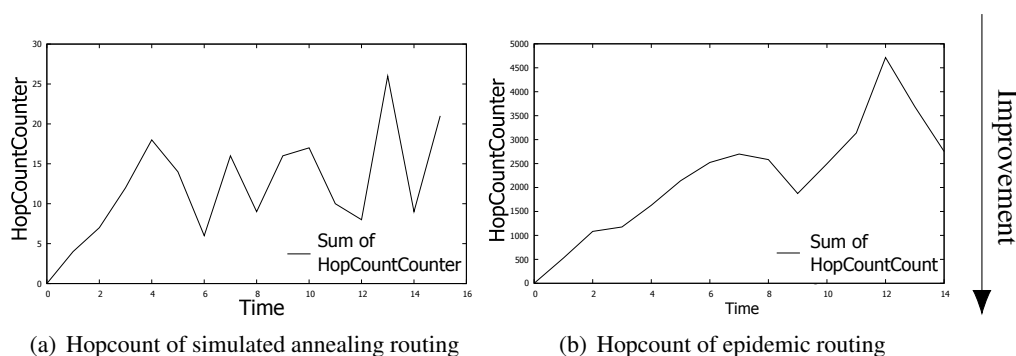 HopCountCounter
30
25
20
15
10
5
0
0 2 4 6 8 10 12 14 16
Time
Sum of
HopCountCounter
(a) Hopcount of simulated annealing routing
HopCountCounter
5000
4500
4000
3500
3000
2500
2000
1500
1000
500
0
0 2 4 6 8 10 12 14
Time
Sum of
HopCountCount
(b) Hopcount of epidemic routing
Improvement